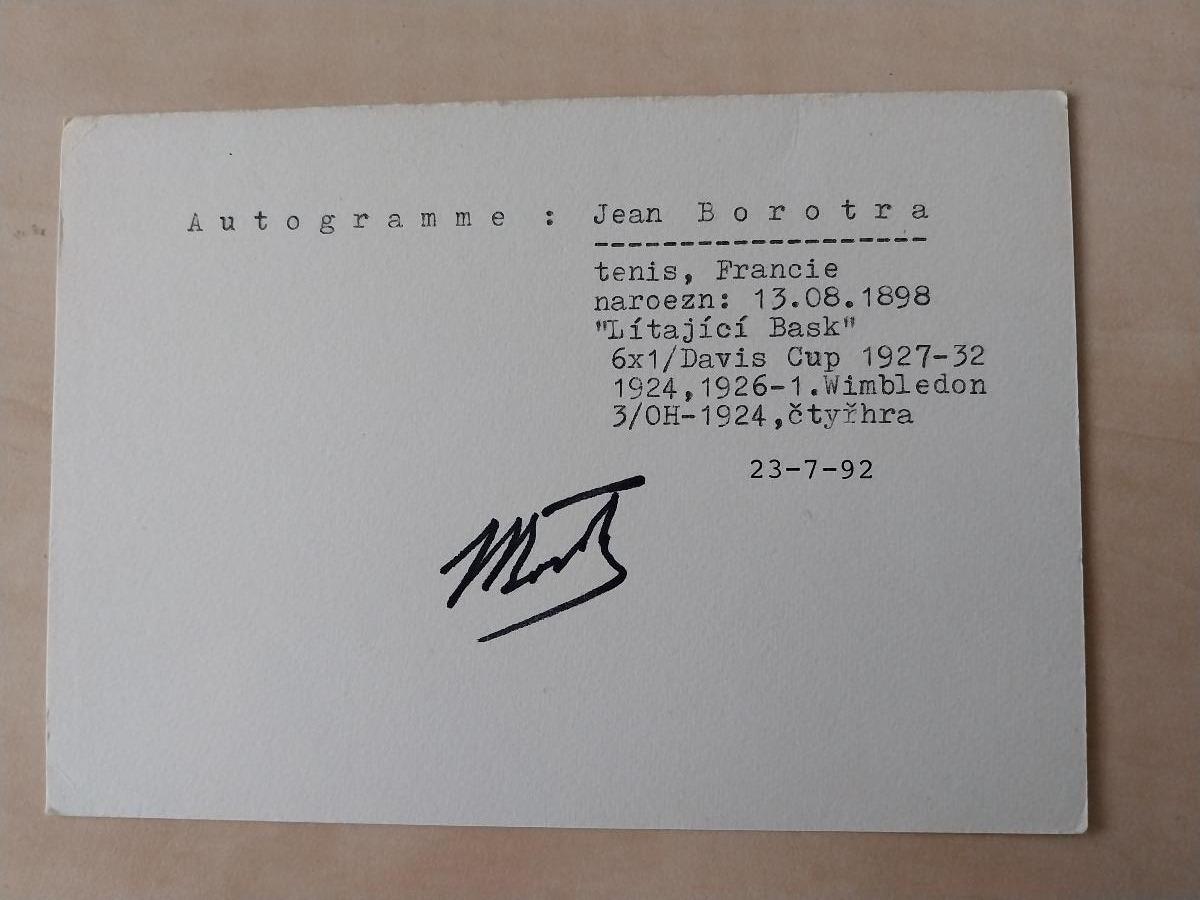 Autogramme : Jean Borotra
-------------------
tenis, Francie
naroezn: 13.08.1898
"Lítající Bask"
6x1/Davis Cup 1927-32
1924,1926-1.Wimbledon
3/OH-1924,čtyřhra
23-7-92